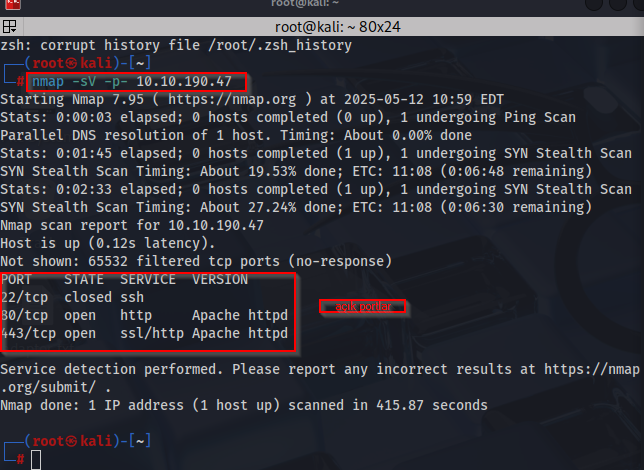 root@kali: ~
root@kali: ~ 80x24
zsh: corrupt history file /root/.zsh_history
┌──(root㉿kali)-[~]
└─# nmap -sV -p- 10.10.190.47
Starting Nmap 7.95 ( https://nmap.org ) at 2025-05-12 10:59 EDT
Stats: 0:00:03 elapsed; 0 hosts completed (0 up), 1 undergoing Ping Scan
Parallel DNS resolution of 1 host. Timing: About 0.00% done
Stats: 0:01:45 elapsed; 0 hosts completed (1 up), 1 undergoing SYN Stealth Scan
SYN Stealth Scan Timing: About 19.53% done; ETC: 11:08 (0:06:48 remaining)
Stats: 0:02:33 elapsed; 0 hosts completed (1 up), 1 undergoing SYN Stealth Scan
SYN Stealth Scan Timing: About 27.24% done; ETC: 11:08 (0:06:30 remaining)
Nmap scan report for 10.10.190.47
Host is up (0.12s latency).
Not shown: 65532 filtered tcp ports (no-response)
PORT    STATE  SERVICE  VERSION
22/tcp  closed ssh
80/tcp  open   http     Apache httpd
açık portlar
443/tcp open   ssl/http Apache httpd
Service detection performed. Please report any incorrect results at https://nmap
.org/submit/ .
Nmap done: 1 IP address (1 host up) scanned in 415.87 seconds
┌──(root㉿kali)-[~]
└─#